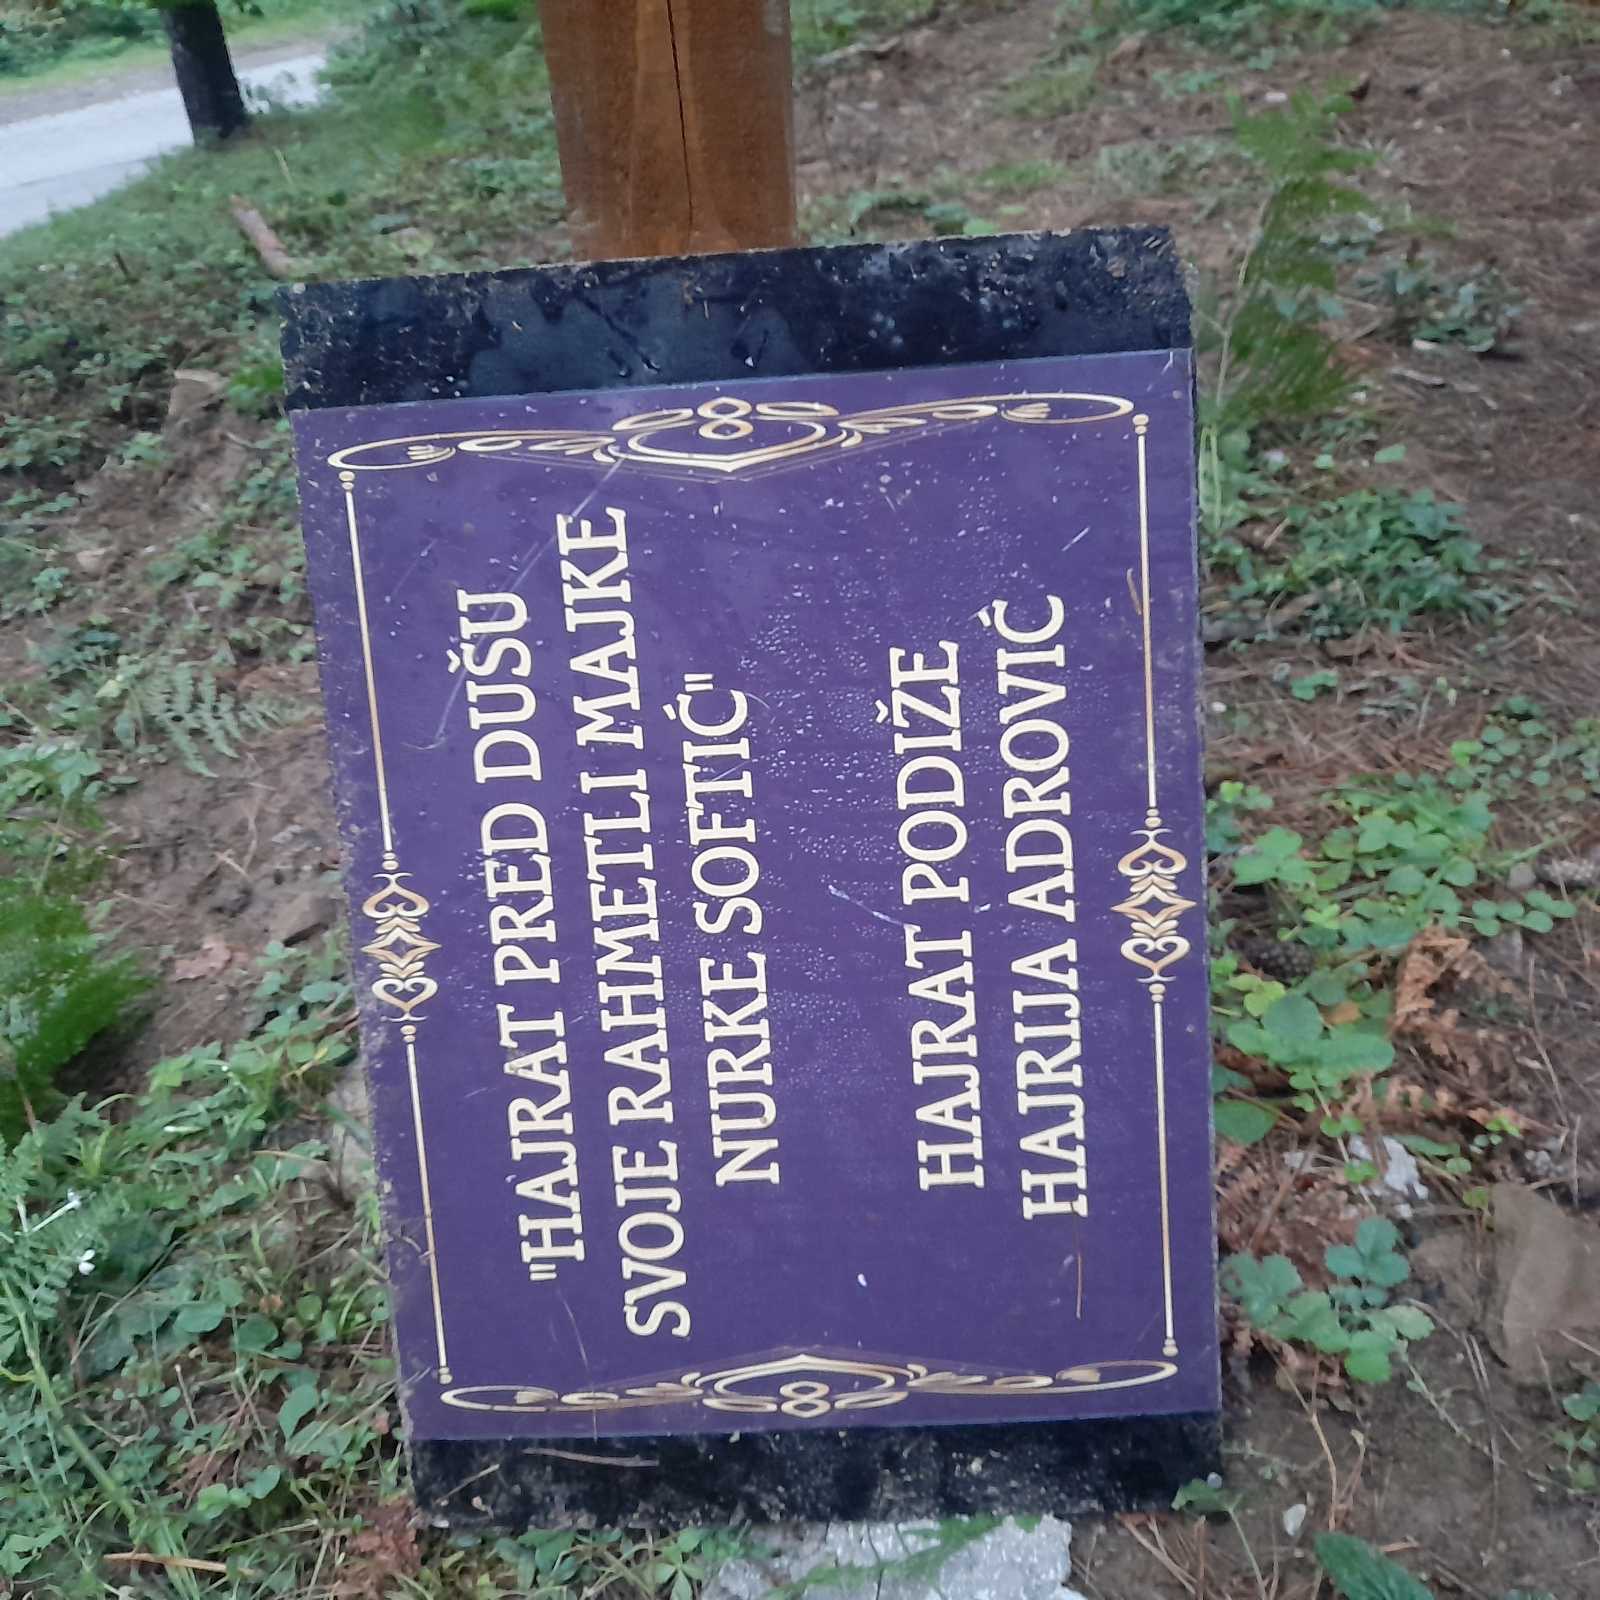 "HAJRAT PRED DUŠU
SVOJE RAHMETLI MAJKE
NURKE SOFTIĆ"
HAJRAT PODIŽE
HAJRIJA ADROVIĆ